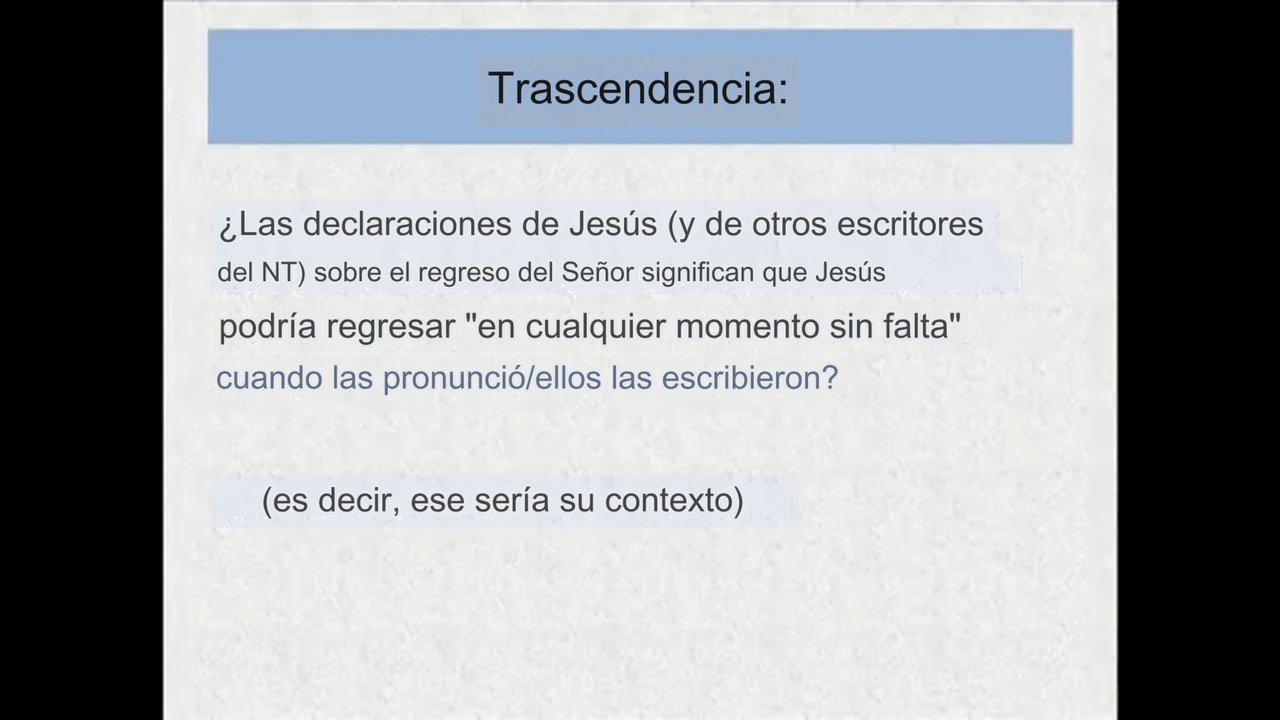 Trascendencia:
¿Las declaraciones de Jesús (y de otros escritores
del NT) sobre el regreso del Señor significan que Jesús
podría regresar "en cualquier momento sin falta"
cuando las pronunció/ellos las escribieron?
(es decir, ese sería su contexto)